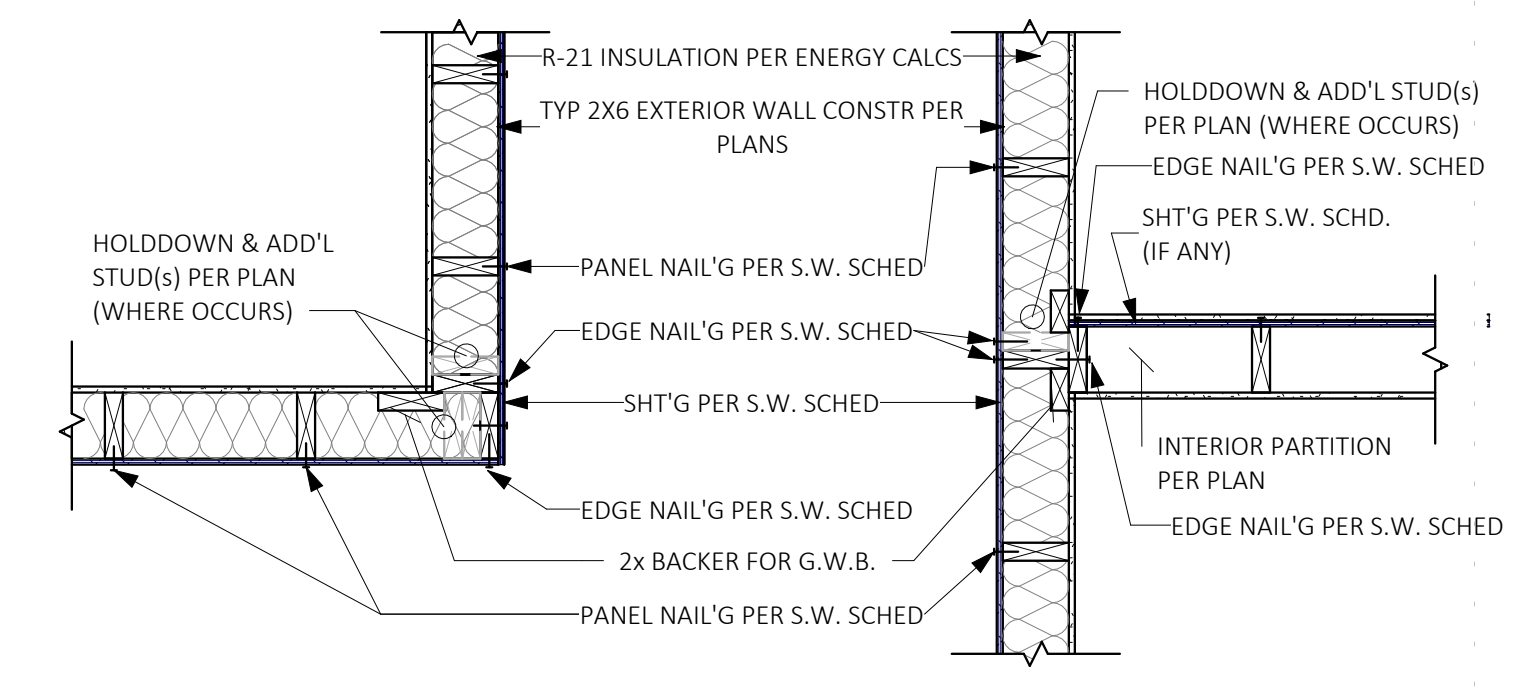 R-21 INSULATION PER ENERGY CALCS
TYP 2X6 EXTERIOR WALL CONSTR PER
PLANS
HOLDDOWN & ADD'L STUD(s)
PER PLAN (WHERE OCCURS)
EDGE NAIL'G PER S.W. SCHED
SHT'G PER S.W. SCHD.
(IF ANY)
HOLDDOWN & ADD'L
STUD(s) PER PLAN
(WHERE OCCURS)
PANEL NAIL'G PER S.W. SCHED
EDGE NAIL'G PER S.W. SCHED
SHT'G PER S.W. SCHED
INTERIOR PARTITION
PER PLAN
EDGE NAIL'G PER S.W. SCHED
EDGE NAIL'G PER S.W. SCHED
2x BACKER FOR G.W.B.
PANEL NAIL'G PER S.W. SCHED